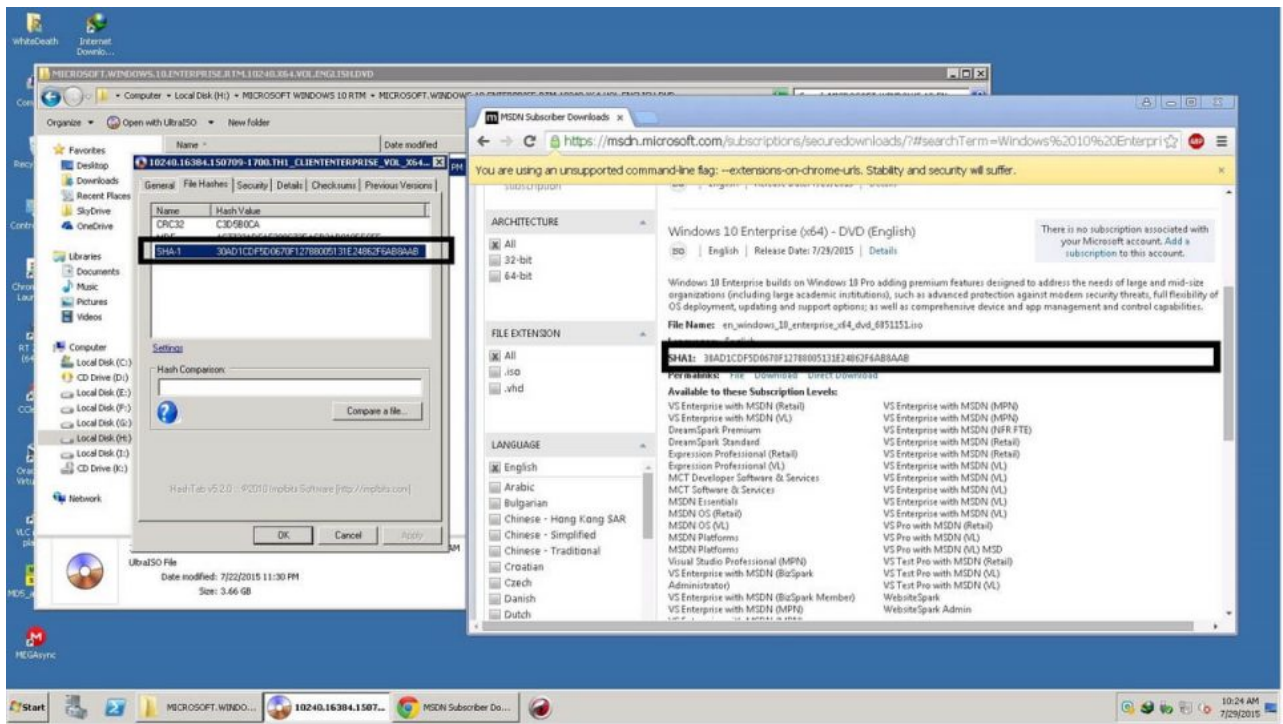 WhiteDeath
Internet
Downlo...
MICROSOFT.WINDOWS.10.ENTERPRISE.RTM.10240.X64.VOL.ENGLISH.DVD
Computer
Local Disk (H:)
MICROSOFT WINDOWS 10 RTM
Organize
Open with UltraISO
New folder
Name
Date modified
Favorites
Desktop
Downloads
Recent Places
SkyDrive
OneDrive
Libraries
Documents
Music
Pictures
Videos
Computer
Local Disk (C:)
CD Drive (D:)
Local Disk (E:)
Local Disk (F:)
Local Disk (G:)
Local Disk (H:)
Local Disk (I:)
CD Drive (K:)
Network
10240.16384.150709-1700.TH1_CLIENTENTERPRISE_VOL_X64...
General
File Hashes
Security
Details
Checksums
Previous Versions
Name
Hash Value
CRC32
C3D5B0CA
SHA-1
30AD1CDF5D0670F12788005131E24862F6AB8AAB
Settings
Hash Comparison:
Compare a file...
HashTab v5.2.0 :: ©2010 Implbits Software [http://implbits.com]
OK
Cancel
Apply
UltraISO File
Date modified: 7/22/2015 11:30 PM
Size: 3.66 GB
MSDN Subscriber Downloads
https://msdn.microsoft.com/subscriptions/securedownloads/?#searchTerm=Windows%2010%20Enterpri
You are using an unsupported command-line flag: --extensions-on-chrome-urls. Stability and security will suffer.
ARCHITECTURE
All
32-bit
64-bit
FILE EXTENSION
All
.iso
.vhd
LANGUAGE
English
Arabic
Bulgarian
Chinese - Hong Kong SAR
Chinese - Simplified
Chinese - Traditional
Croatian
Czech
Danish
Dutch
Windows 10 Enterprise (x64) - DVD (English)
ISO | English | Release Date: 7/29/2015 | Details
There is no subscription associated with
your Microsoft account. Add a
subscription to this account.
Windows 10 Enterprise builds on Windows 10 Pro adding premium features designed to address the needs of large and mid-size
organizations (including large academic institutions), such as advanced protection against modern security threats, full flexibility of
OS deployment, updating and support options; as well as comprehensive device and app management and control capabilities.
File Name: en_windows_10_enterprise_x64_dvd_6851151.iso
SHA1: 30AD1CDF5D0670F12788005131E24862F6AB8AAB
Permalinks: File Download Direct Download
Available to these Subscription Levels:
VS Enterprise with MSDN (Retail)
VS Enterprise with MSDN (VL)
DreamSpark Premium
DreamSpark Standard
Expression Professional (Retail)
Expression Professional (VL)
MCT Developer Software & Services
MCT Software & Services
MSDN Essentials
MSDN OS (Retail)
MSDN OS (VL)
MSDN Platforms
MSDN Platforms
Visual Studio Professional (MPN)
VS Enterprise with MSDN (BizSpark
Administrator)
VS Enterprise with MSDN (BizSpark Member)
VS Enterprise with MSDN (MPN)
VS Enterprise with MSDN (MPN)
VS Enterprise with MSDN (MPN)
VS Enterprise with MSDN (NFR FTE)
VS Enterprise with MSDN (Retail)
VS Enterprise with MSDN (Retail)
VS Enterprise with MSDN (VL)
VS Enterprise with MSDN (VL)
VS Enterprise with MSDN (VL)
VS Enterprise with MSDN (VL)
VS Enterprise with MSDN (VL)
VS Pro with MSDN (Retail)
VS Pro with MSDN (VL)
VS Pro with MSDN (VL) MSD
VS Test Pro with MSDN (Retail)
VS Test Pro with MSDN (VL)
VS Test Pro with MSDN (VL)
WebsiteSpark
WebsiteSpark Admin
MEGAsync
Start
MICROSOFT.WINDO...
10240.16384.1507...
MSDN Subscriber Do...
10:24 AM
7/29/2015